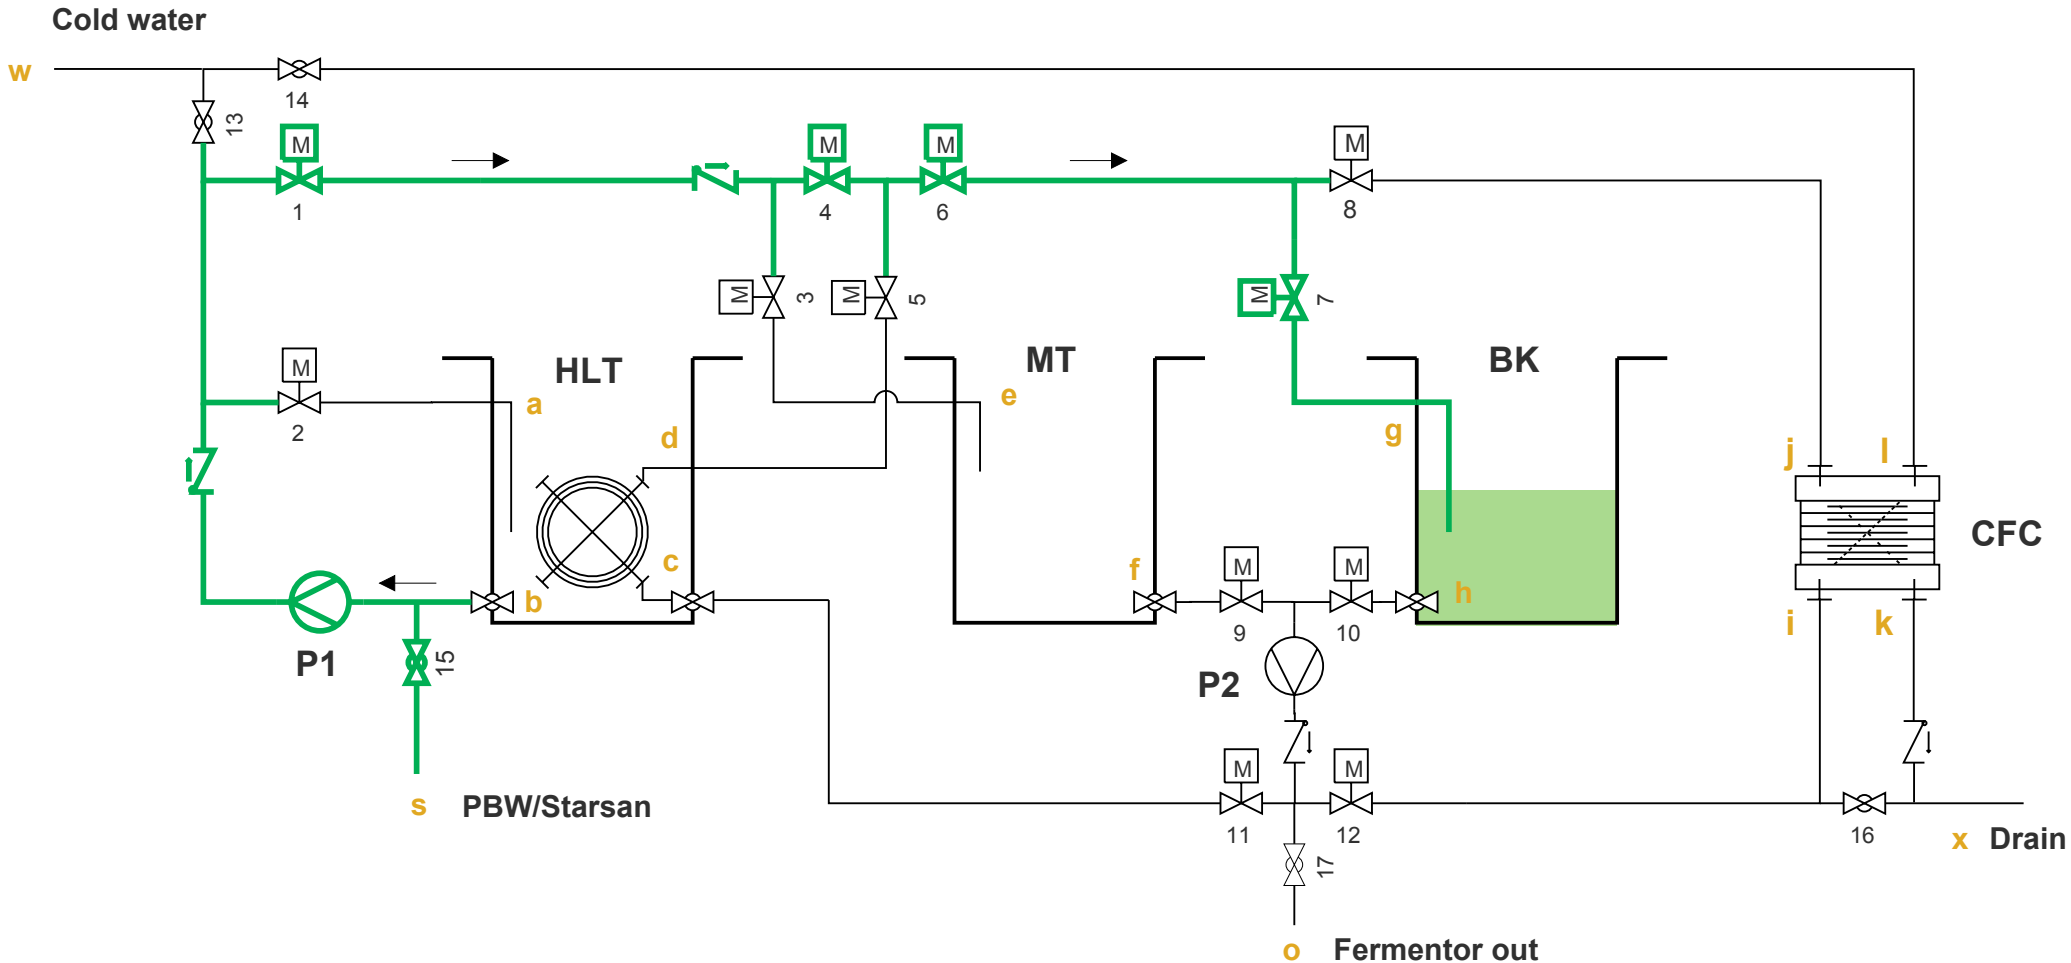 Cold water
w
14
13
M
M
M
M
1
4
6
8
M
M
M
3
5
7
M
2
HLT
MT
BK
a
d
e
g
j
l
c
b
f
M
M
h
CFC
9
10
i
k
P1
15
P2
s
PBW/Starsan
M
M
11
12
16
17
x
Drain
o
Fermentor out